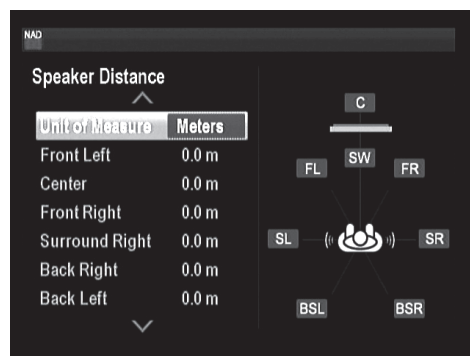 NAD
Speaker Distance
Unit of Measure Meters
Front Left 0.0 m
Center 0.0 m
Front Right 0.0 m
Surround Right 0.0 m
Back Right 0.0 m
Back Left 0.0 m
C
SW
FL FR
SL SR
BSL BSR